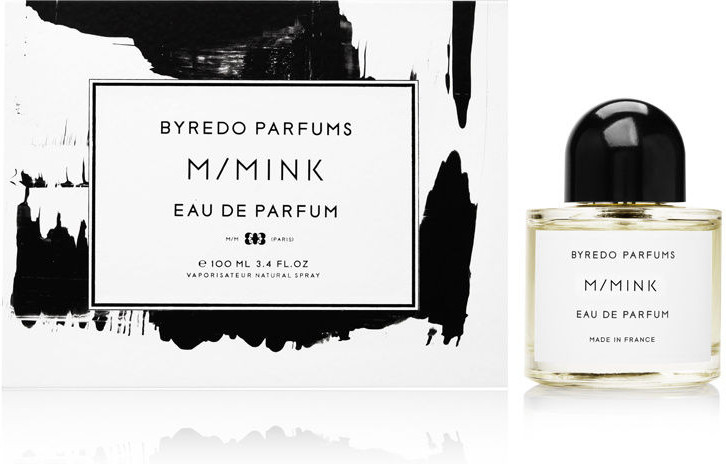 BYREDO PARFUMS
M/MINK
EAU DE PARFUM
M/M (PARIS)
℮ 100 ML 3.4 FL.OZ
VAPORISATEUR NATURAL SPRAY
BYREDO PARFUMS
M/MINK
EAU DE PARFUM
MADE IN FRANCE